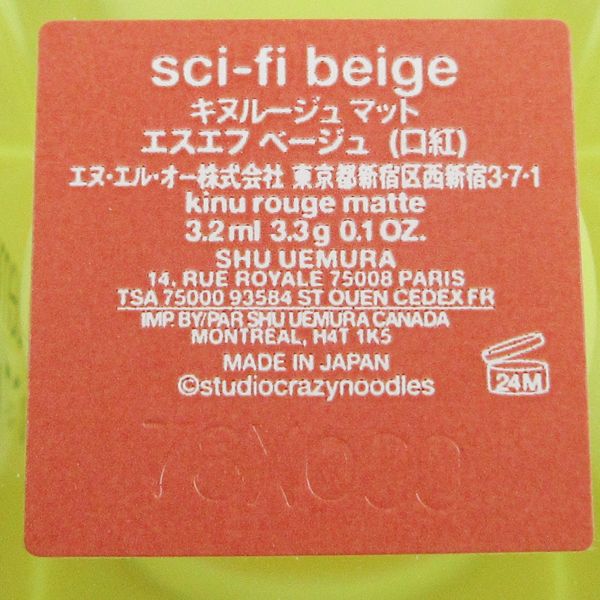 sci-fi beige
キヌルージュ マット
エスエフ ベージュ (口紅)
エヌ・エル・オー株式会社 東京都新宿区西新宿3-7-1
kinu rouge matte
3.2ml 3.3g 0.1 OZ.
SHU UEMURA
14, RUE ROYALE 75008 PARIS
TSA 75000 93584 ST OUEN CEDEX FR
IMP BY/PAR SHU UEMURA CANADA
MONTRÉAL, H4T 1K5
MADE IN JAPAN
©studiocrazynoodles
24M